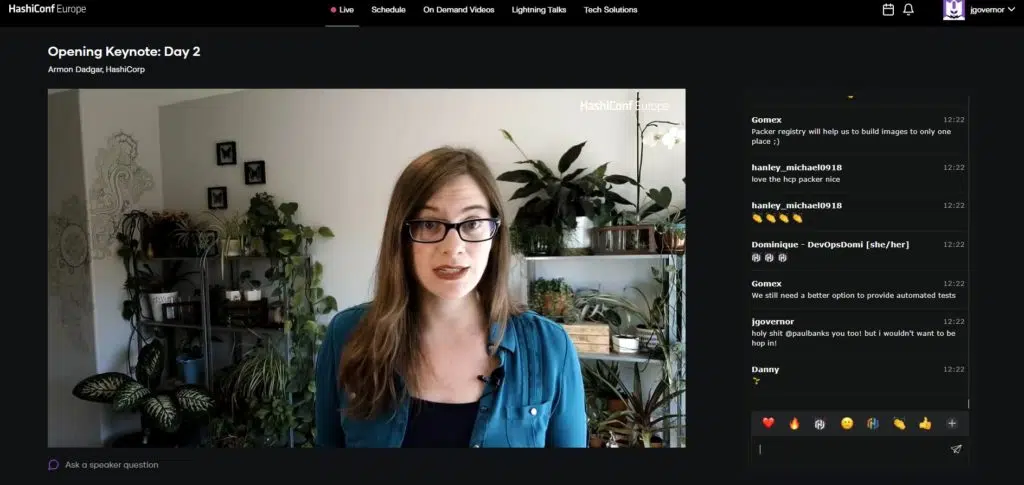 HashiConf Europe
Live
Schedule
On Demand Videos
Lightning Talks
Tech Solutions
jgovernor
Opening Keynote: Day 2
Armon Dadgar, HashiCorp
HashiConf Europe
Gomex 12:22
Packer registry will help us to build images to only one
place ;)
hanley_michael0918 12:22
love the hcp packer nice
hanley_michael0918 12:22
👏👏👏👏
Dominique - DevOpsDomi [she/her] 12:22
Gomex 12:22
We still need a better option to provide automated tests
jgovernor 12:22
holy shit @paulbanks you too! but i wouldn't want to be
hop in!
Danny 12:22
🌱
Ask a speaker question